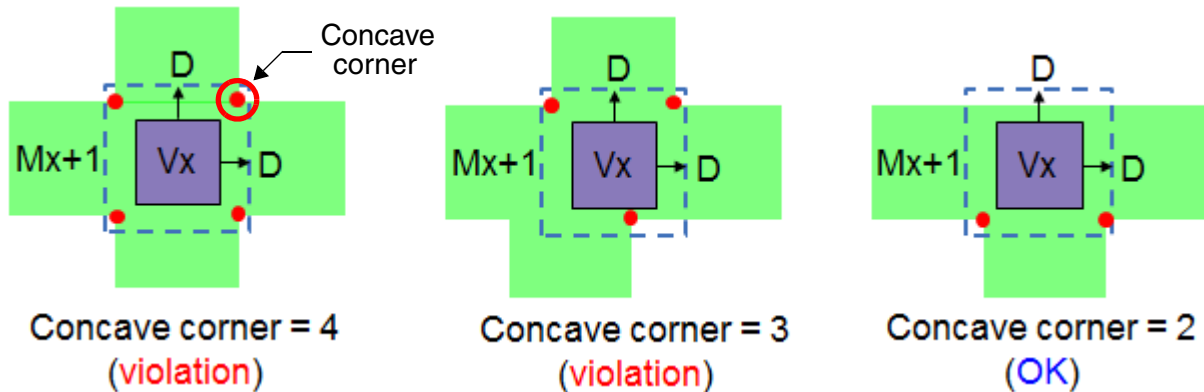 Concave
corner
D
Mx+1
Vx
D
Concave corner = 4
(violation)
D
Mx+1
Vx
D
Concave corner = 3
(violation)
D
Mx+1
Vx
D
Concave corner = 2
(OK)